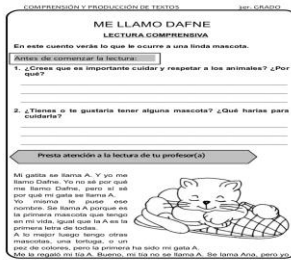 COMPRENSIÓN Y PRODUCCIÓN DE TEXTOS 3er. GRADO
ME LLAMO DAFNE
LECTURA COMPRENSIVA
En este cuento verás lo que le ocurre a una linda mascota.
Antes de comenzar la lectura:
1. ¿Crees que es importante cuidar y respetar a los animales? ¿Por
qué?
2. ¿Tienes o te gustaría tener alguna mascota? ¿Qué harías para
cuidarla?
Presta atención a la lectura de tu profesor(a)
Mi gatita se llama A. Y yo me
llamo Dafne. Yo no sé por qué
me llamo Dafne, pero sí sé
por qué mi gata se llama A.
Yo misma le puse ese
nombre. Se llama A porque es
la primera mascota que tengo
en mi vida, igual que la A es la
primera letra de todas.
A lo mejor luego tengo otras
mascotas, una tortuga, o un
pez de colores, pero la primera ha sido mi gata A.
Me la regaló mi tía A. Bueno, mi tía no se llama A. Se llama Ana, pero yo